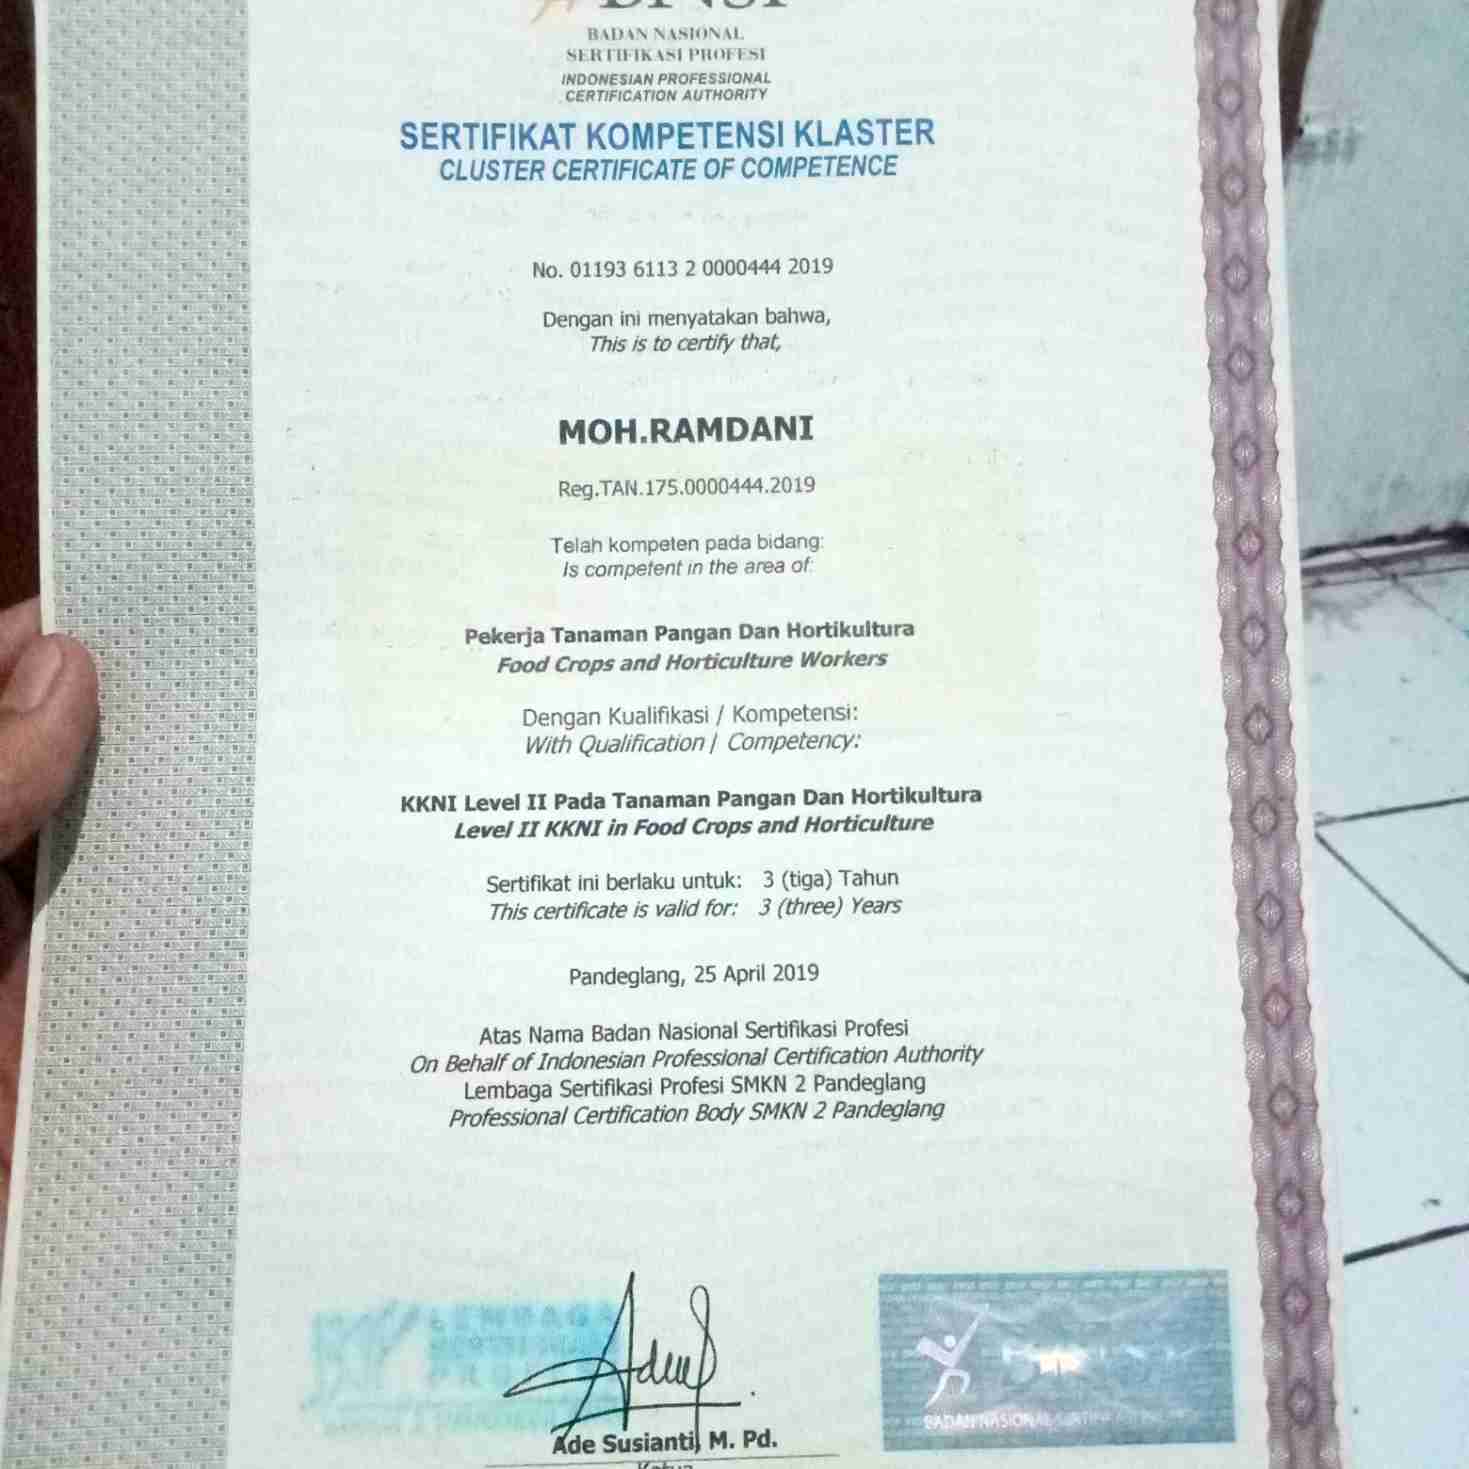 BNSP
BADAN NASIONAL
SERTIFIKASI PROFESI
INDONESIAN PROFESSIONAL
CERTIFICATION AUTHORITY
SERTIFIKAT KOMPETENSI KLASTER
CLUSTER CERTIFICATE OF COMPETENCE
No. 01193 6113 2 0000444 2019
Dengan ini menyatakan bahwa,
This is to certify that,
MOH.RAMDANI
Reg.TAN.175.0000444.2019
Telah kompeten pada bidang:
Is competent in the area of:
Pekerja Tanaman Pangan Dan Hortikultura
Food Crops and Horticulture Workers
Dengan Kualifikasi / Kompetensi:
With Qualification / Competency:
KKNI Level II Pada Tanaman Pangan Dan Hortikultura
Level II KKNI in Food Crops and Horticulture
Sertifikat ini berlaku untuk: 3 (tiga) Tahun
This certificate is valid for: 3 (three) Years
Pandeglang, 25 April 2019
Atas Nama Badan Nasional Sertifikasi Profesi
On Behalf of Indonesian Professional Certification Authority
Lembaga Sertifikasi Profesi SMKN 2 Pandeglang
Professional Certification Body SMKN 2 Pandeglang
LEMBAGA
BADAN NASIONAL SERTIFIKASI
Ade Susianti, M. Pd.
Ketua